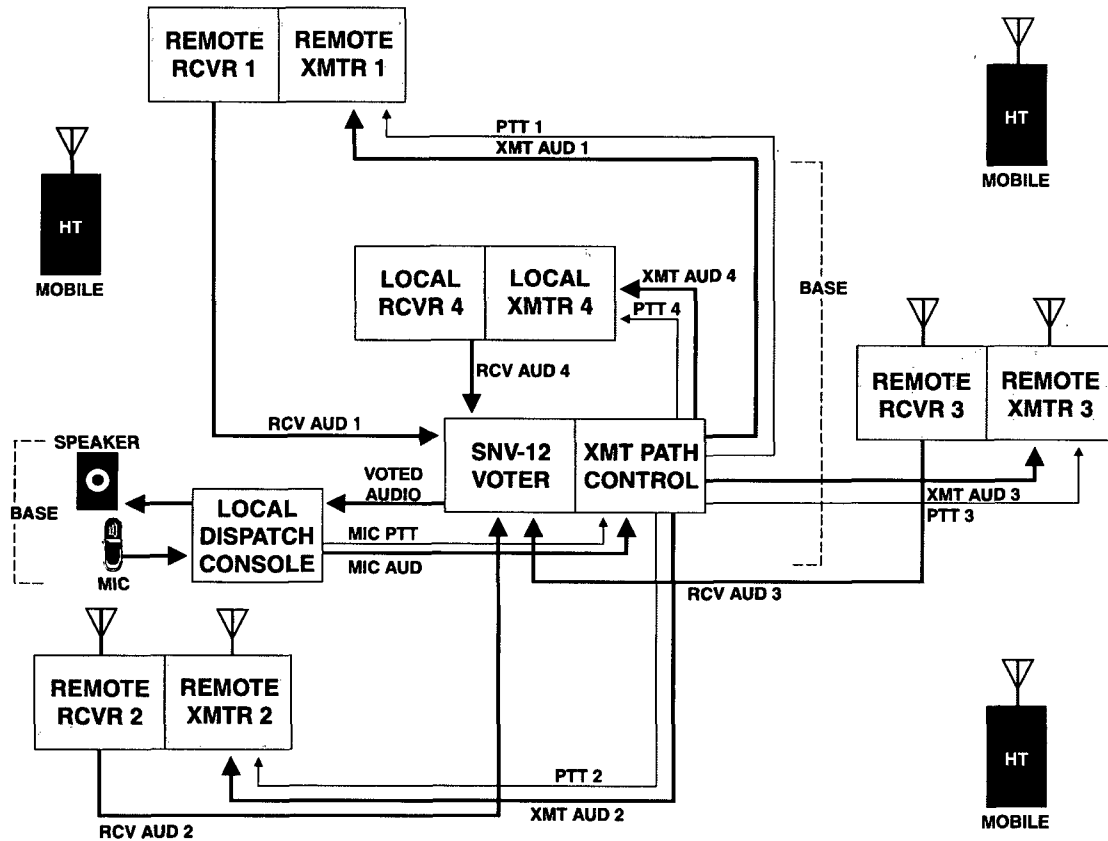 REMOTE
RCVR 1
REMOTE
XMTR 1
PTT 1
XMT AUD 1
HT
MOBILE
HT
MOBILE
LOCAL
RCVR 4
LOCAL
XMTR 4
XMT AUD 4
PTT 4
BASE
RCV AUD 4
REMOTE
RCVR 3
REMOTE
XMTR 3
RCV AUD 1
SNV-12
VOTER
XMT PATH
CONTROL
SPEAKER
BASE
MIC
VOTED
AUDIO
LOCAL
DISPATCH
CONSOLE
MIC PTT
MIC AUD
XMT AUD 3
PTT 3
RCV AUD 3
REMOTE
RCVR 2
REMOTE
XMTR 2
PTT 2
XMT AUD 2
RCV AUD 2
HT
MOBILE